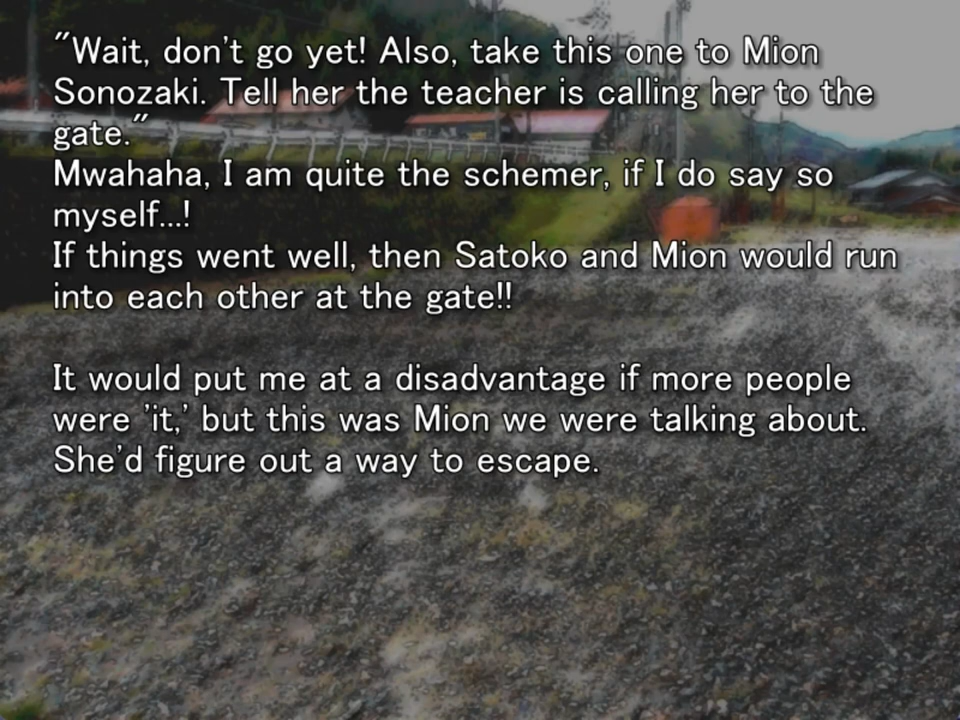 "Wait, don't go yet! Also, take this one to Mion
Sonozaki. Tell her the teacher is calling her to the
gate."
Mwahaha, I am quite the schemer, if I do say so
myself...!
If things went well, then Satoko and Mion would run
into each other at the gate!!
It would put me at a disadvantage if more people
were 'it,' but this was Mion we were talking about.
She'd figure out a way to escape.